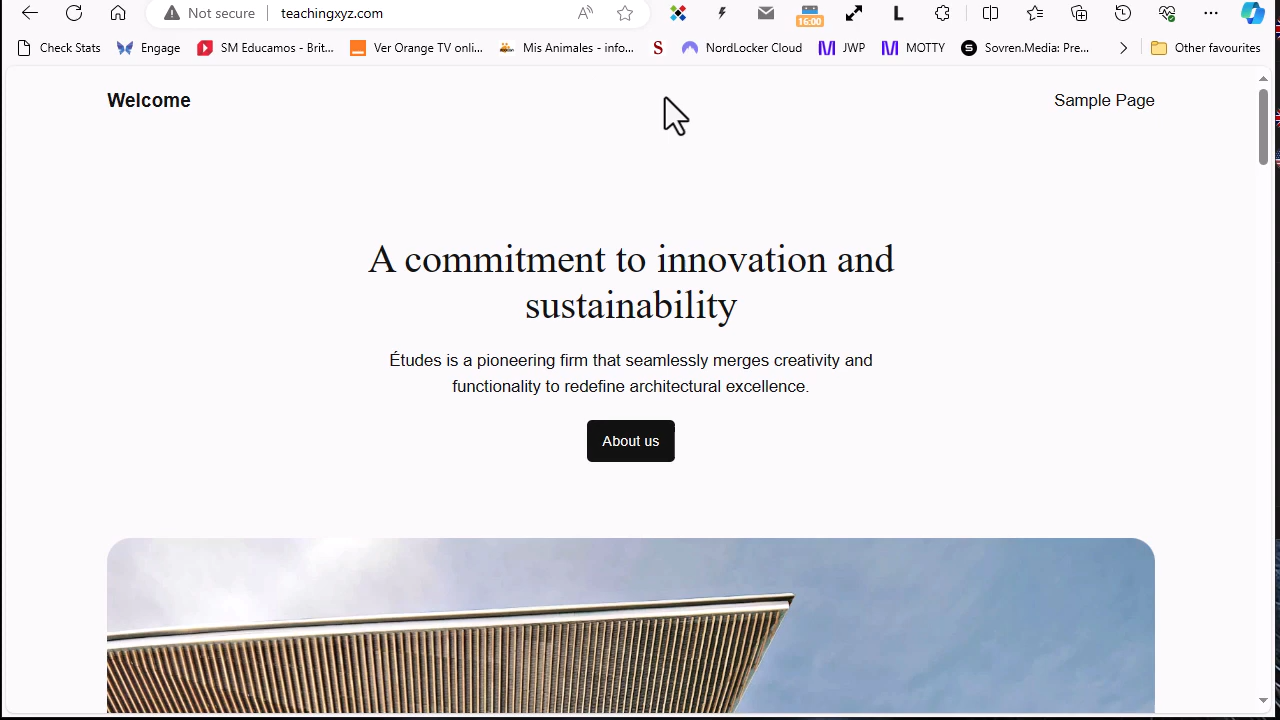 Not secure teachingxyz.com
16:00
Check Stats Engage SM Educamos - Brit... Ver Orange TV onli... Mis Animales - info... S NordLocker Cloud JWP MOTTY Sovren.Media: Pre... Other favourites
Welcome Sample Page
A commitment to innovation and
sustainability
Études is a pioneering firm that seamlessly merges creativity and
functionality to redefine architectural excellence.
About us